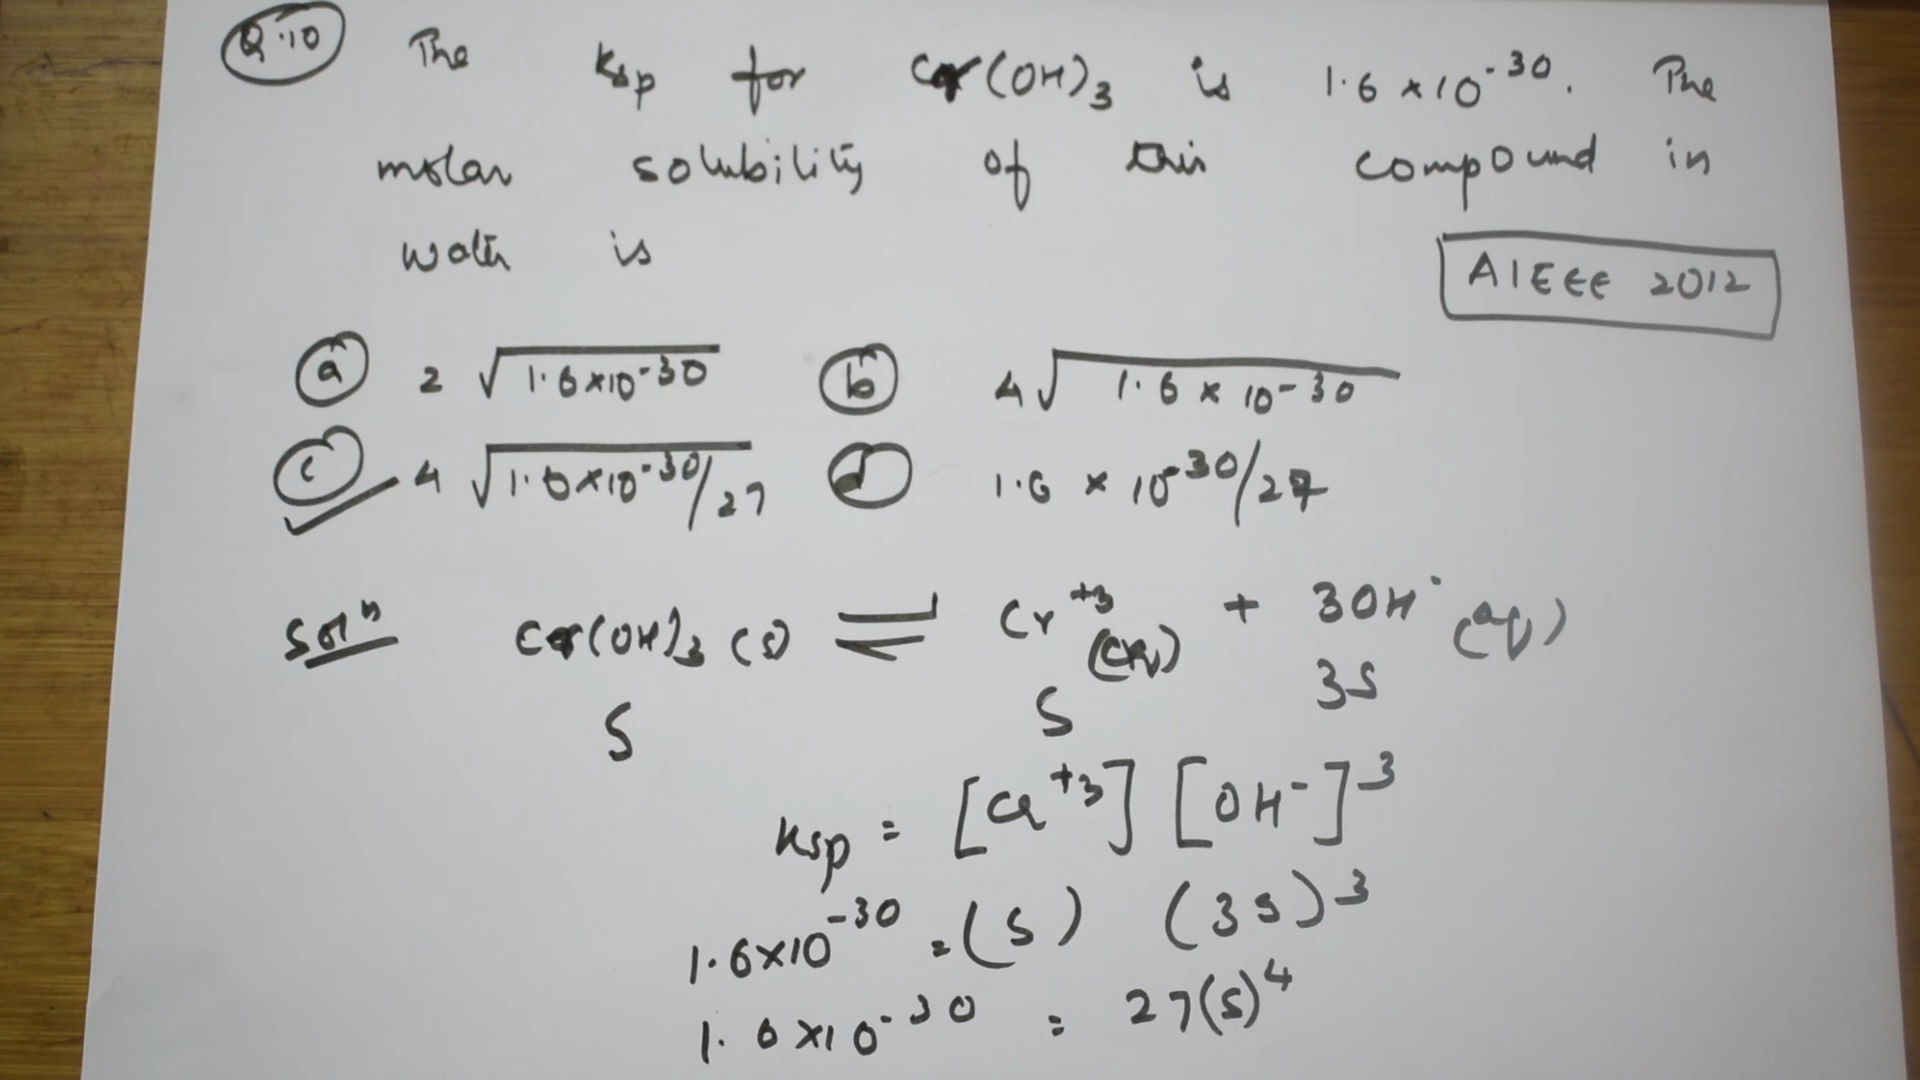 Q.10 The Ksp for Cr(OH)3 is 1.6 × 10^-30. The
molar solubility of this compound in
water is
AIEEE 2012
(a) 2 √1.6×10^-30 (b) 4√1.6 × 10^-30
(c) 4 √1.6×10^-30/27 (d) 1.6 × 10^-30/27
Solⁿ Cr(OH)3 (s) ⇌ Cr^+3 (aq) + 3OH^- (aq)
S S 3S
Ksp = [Cr^+3] [OH^-]^3
1.6×10^-30 = (s) (3s)^3
1.6×10^-30 = 27(s)^4